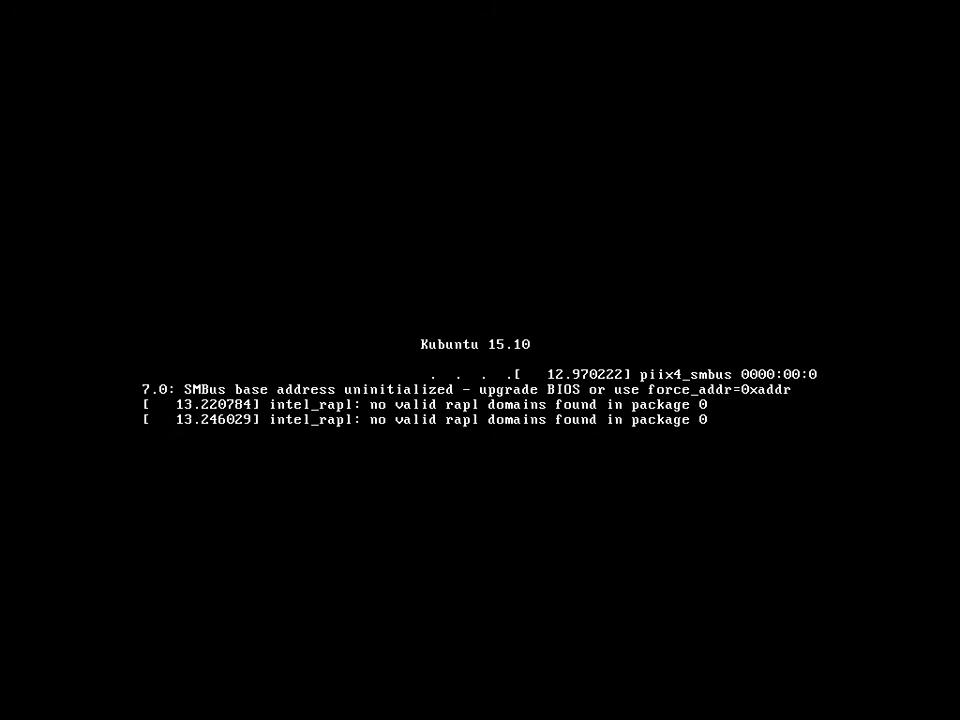 Kubuntu 15.10
. . . .[   12.970222] piix4_smbus 0000:00:0
7.0: SMBus base address uninitialized - upgrade BIOS or use force_addr=0xaddr
[   13.220784] intel_rapl: no valid rapl domains found in package 0
[   13.246029] intel_rapl: no valid rapl domains found in package 0